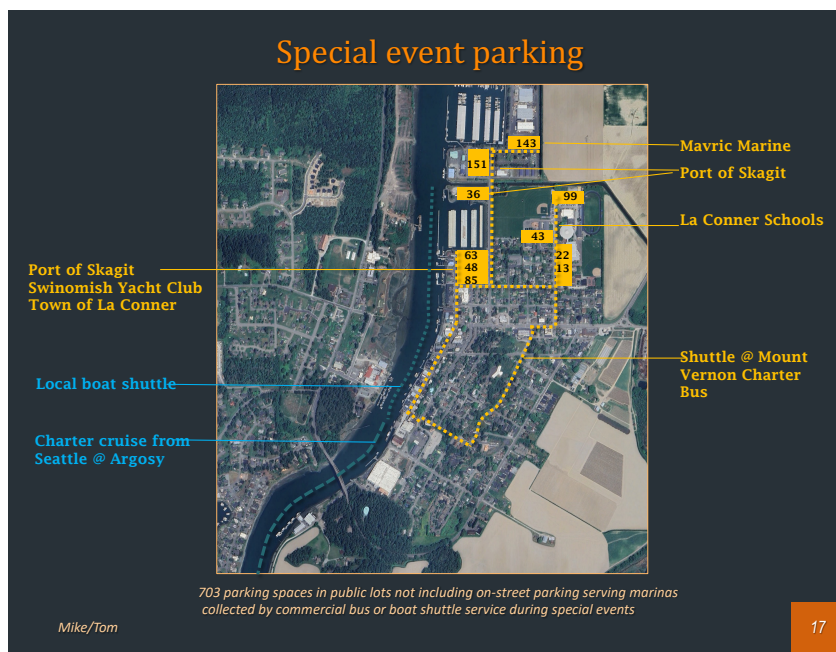 Special event parking
143
Mavric Marine
151
Port of Skagit
36
99
La Conner Schools
43
63
48
85
22
13
Port of Skagit
Swinomish Yacht Club
Town of La Conner
Shuttle @ Mount
Vernon Charter
Bus
Local boat shuttle
Charter cruise from
Seattle @ Argosy
703 parking spaces in public lots not including on-street parking serving marinas
collected by commercial bus or boat shuttle service during special events
Mike/Tom
17